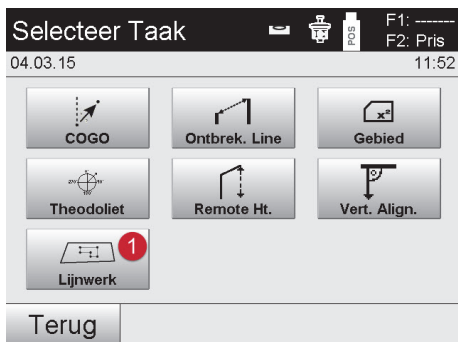 Selecteer Taak
POS
F1: -------
F2: Pris
04.03.15
11:52
COGO
Ontbrek. Line
x²
Gebied
Theodoliet
Remote Ht.
Vert. Align.
1
Lijnwerk
Terug